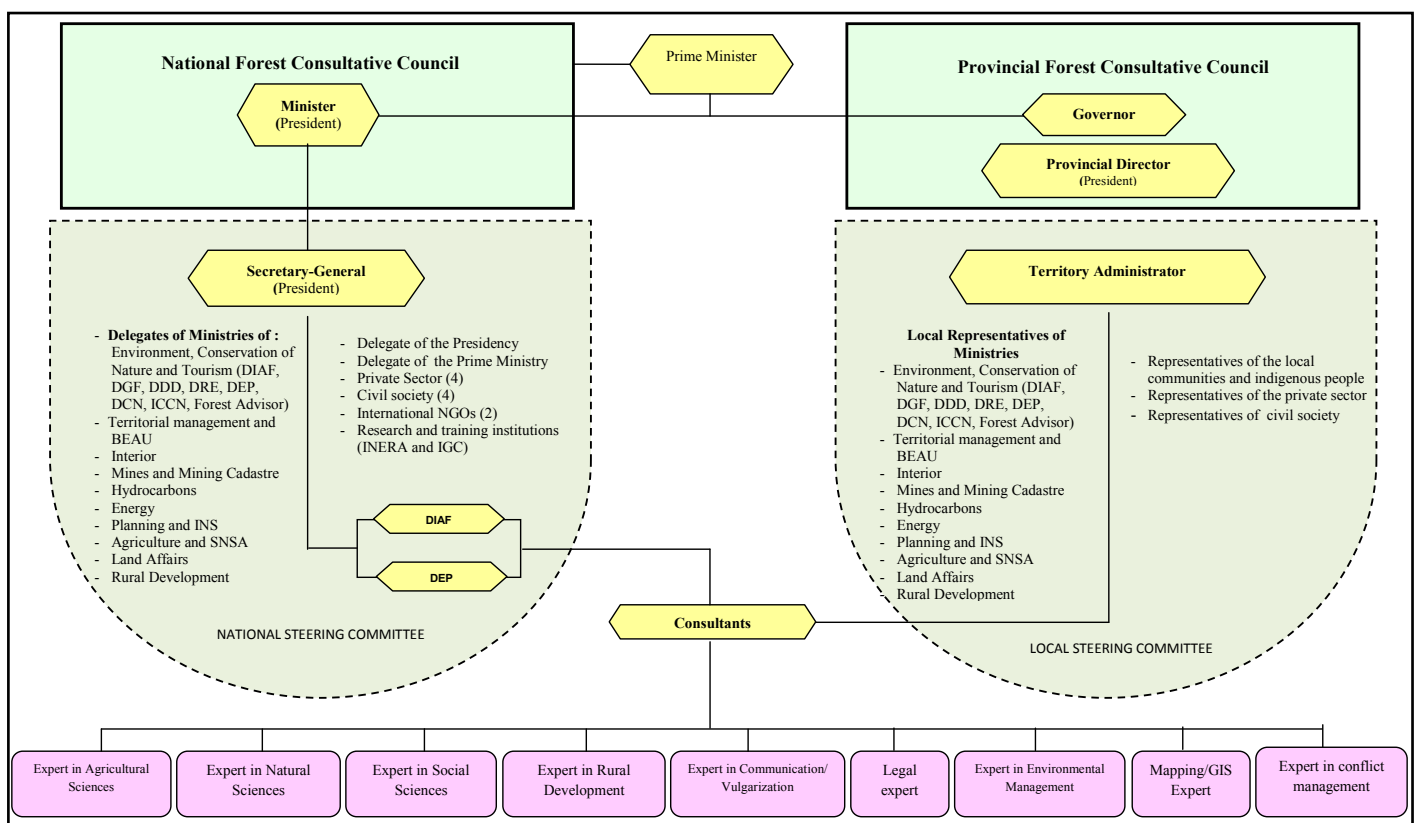 National Forest Consultative Council
Minister
(President)
Prime Minister
Provincial Forest Consultative Council
Governor
Provincial Director
(President)
Secretary-General
(President)
- Delegates of Ministries of :
Environment, Conservation of
Nature and Tourism (DIAF,
DGF, DDD, DRE, DEP,
DCN, ICCN, Forest Advisor)
- Territorial management and
BEAU
- Interior
- Mines and Mining Cadastre
- Hydrocarbons
- Energy
- Planning and INS
- Agriculture and SNSA
- Land Affairs
- Rural Development
- Delegate of the Presidency
- Delegate of the Prime Ministry
- Private Sector (4)
- Civil society (4)
- International NGOs (2)
- Research and training institutions
(INERA and IGC)
DIAF
DEP
NATIONAL STEERING COMMITTEE
Territory Administrator
Local Representatives of
Ministries
- Environment, Conservation of
Nature and Tourism (DIAF,
DGF, DDD, DRE, DEP,
DCN, ICCN, Forest Advisor)
- Territorial management and
BEAU
- Interior
- Mines and Mining Cadastre
- Hydrocarbons
- Energy
- Planning and INS
- Agriculture and SNSA
- Land Affairs
- Rural Development
- Representatives of the local
communities and indigenous people
- Representatives of the private sector
- Representatives of civil society
LOCAL STEERING COMMITTEE
Consultants
Expert in Agricultural
Sciences
Expert in Natural
Sciences
Expert in Social
Sciences
Expert in Rural
Development
Expert in Communication/
Vulgarization
Legal
expert
Expert in Environmental
Management
Mapping/GIS
Expert
Expert in conflict
management